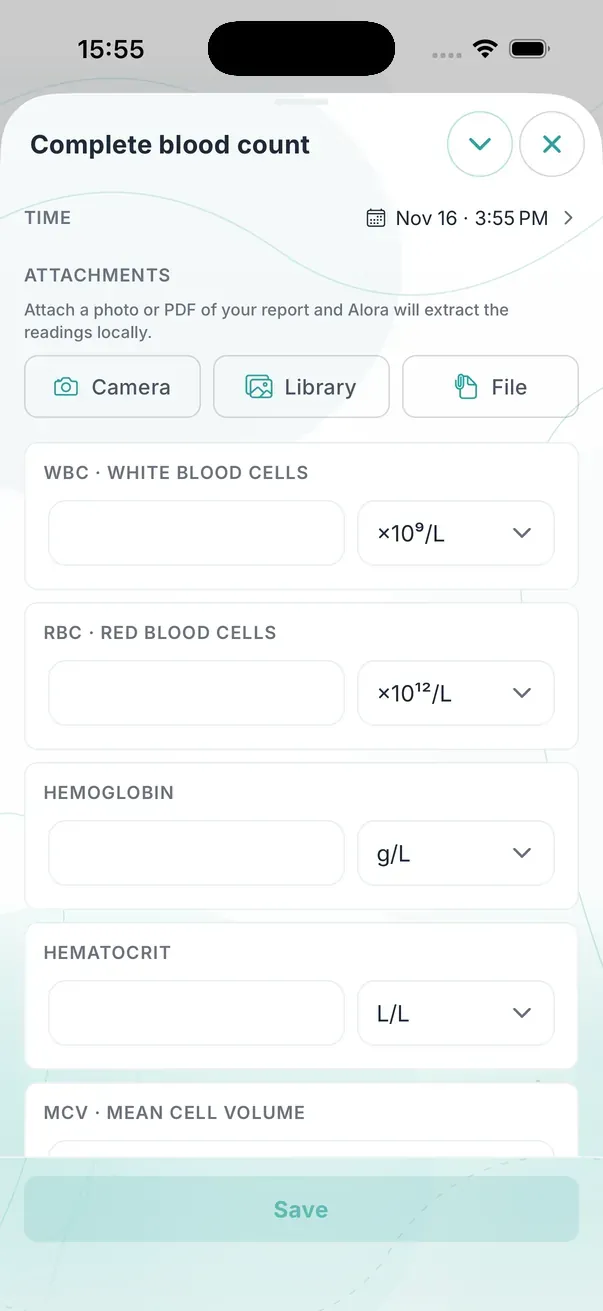 15:55
Complete blood count
TIME
Nov 16 · 3:55 PM
ATTACHMENTS
Attach a photo or PDF of your report and Alora will extract the
readings locally.
Camera
Library
File
WBC · WHITE BLOOD CELLS
×10⁹/L
RBC · RED BLOOD CELLS
×10¹²/L
HEMOGLOBIN
g/L
HEMATOCRIT
L/L
MCV · MEAN CELL VOLUME
Save